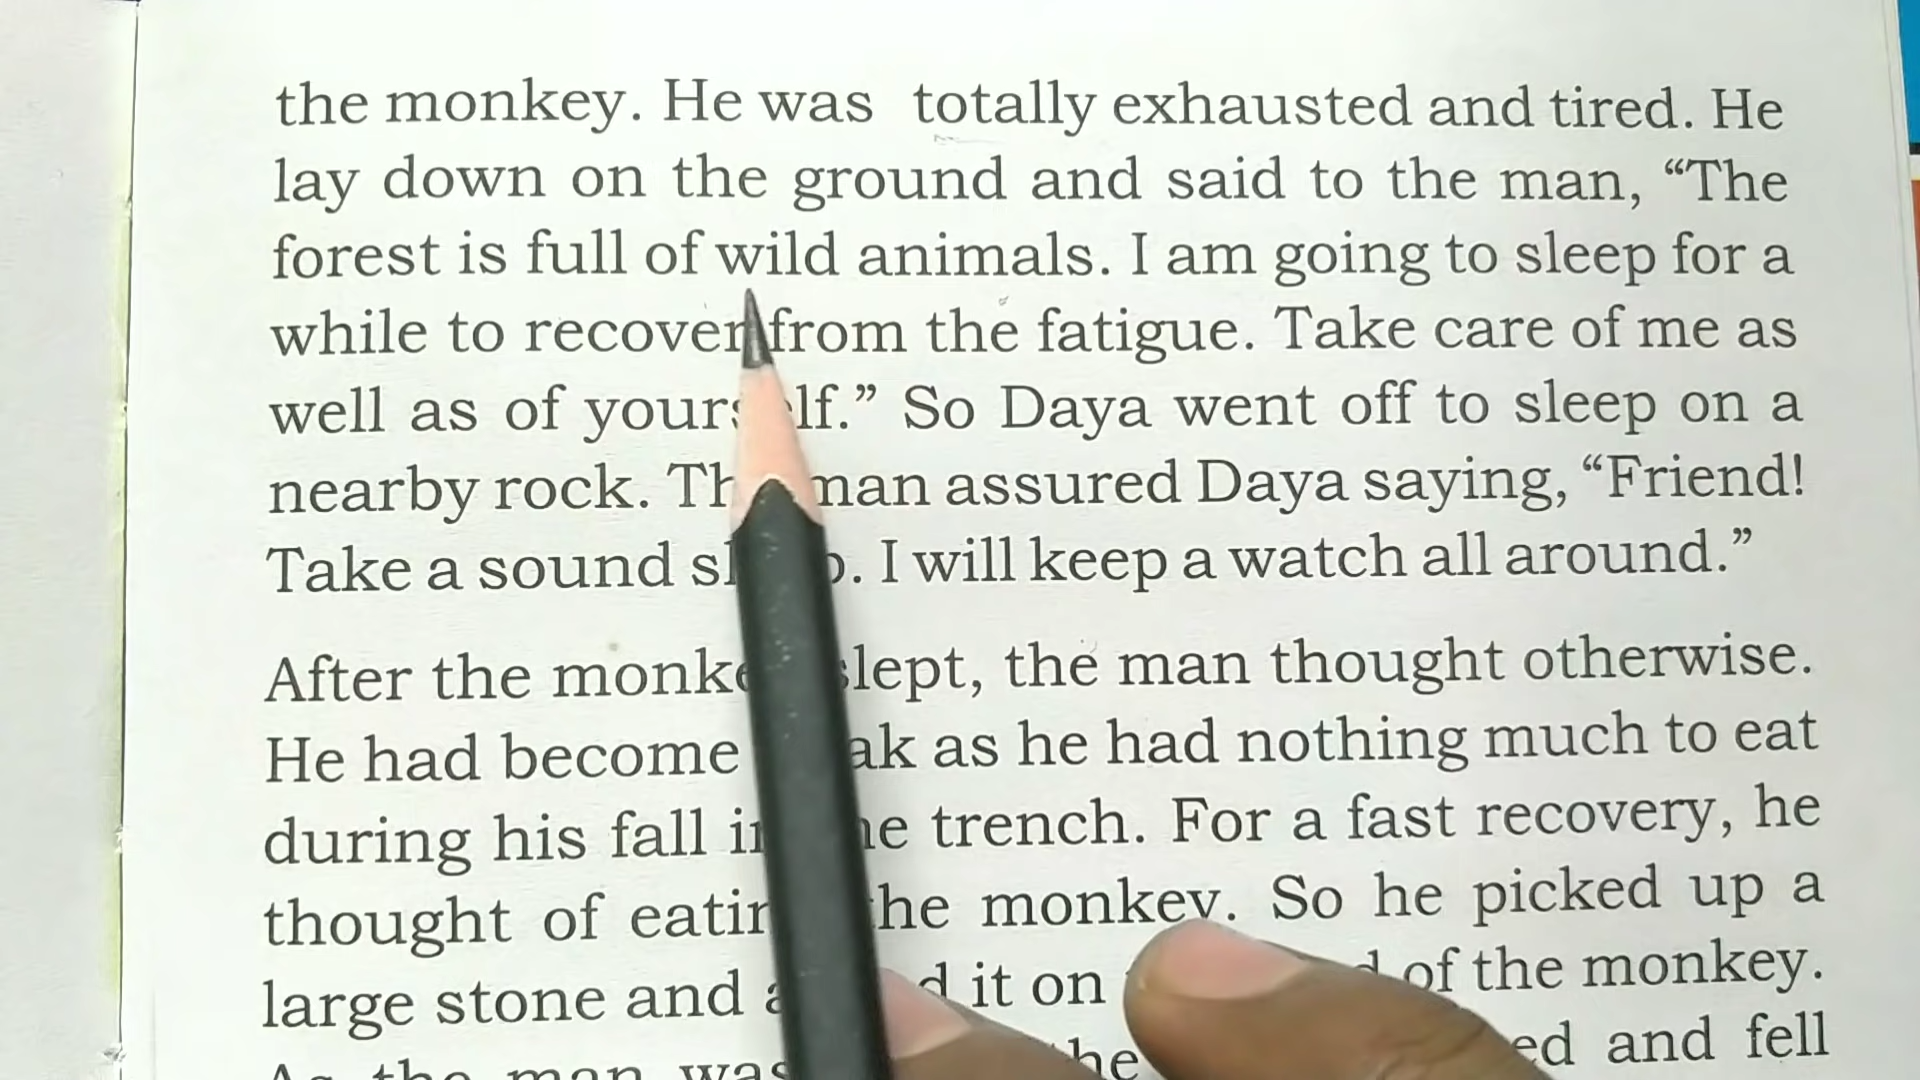 the monkey. He was totally exhausted and tired. He
lay down on the ground and said to the man, “The
forest is full of wild animals. I am going to sleep for a
while to recover from the fatigue. Take care of me as
well as of yourself.” So Daya went off to sleep on a
nearby rock. The man assured Daya saying, “Friend!
Take a sound sleep. I will keep a watch all around.”
After the monkey slept, the man thought otherwise.
He had become weak as he had nothing much to eat
during his fall in the trench. For a fast recovery, he
thought of eating the monkey. So he picked up a
large stone and it on of the monkey.
As the man was the and fell